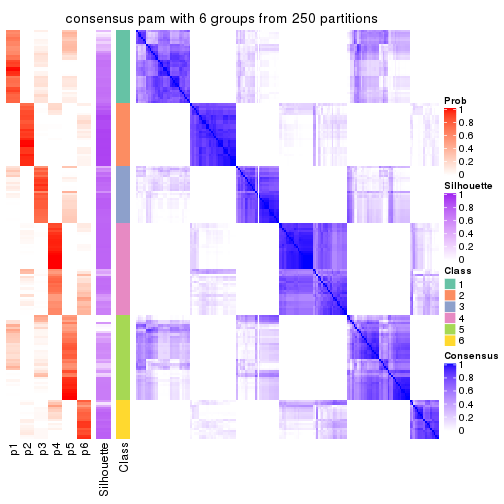 consensus pam with 6 groups from 250 partitions
Prob
1
0.8
0.6
0.4
0.2
0
Silhouette
1
0.8
0.6
0.4
0.2
0
Class
1
2
3
4
5
6
Consensus
1
0.8
0.6
0.4
0.2
0
p1
p2
p3
p4
p5
p6
Silhouette
Class